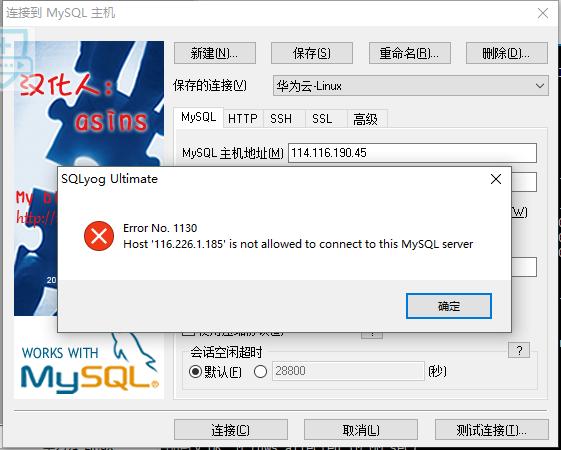 连接到 MySQL 主机
新建(N)...
保存(S)
重命名(R)...
删除(D)...
保存的连接(V)
华为云-Linux
汉化人:
asins
MySQL
HTTP
SSH
SSL
高级
MySQL 主机地址(M)
114.116.190.45
SQLyog Ultimate
Error No. 1130
Host '116.226.1.185' is not allowed to connect to this MySQL server
确定
?
会话空闲超时
?
默认(F)
28800
(秒)
WORKS WITH
MySQL
连接(C)
取消(L)
测试连接(T)...